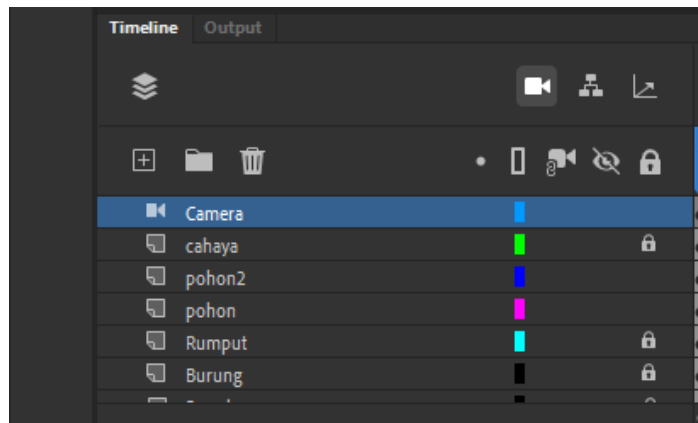 Timeline Output
Camera
cahaya
pohon2
pohon
Rumput
Burung